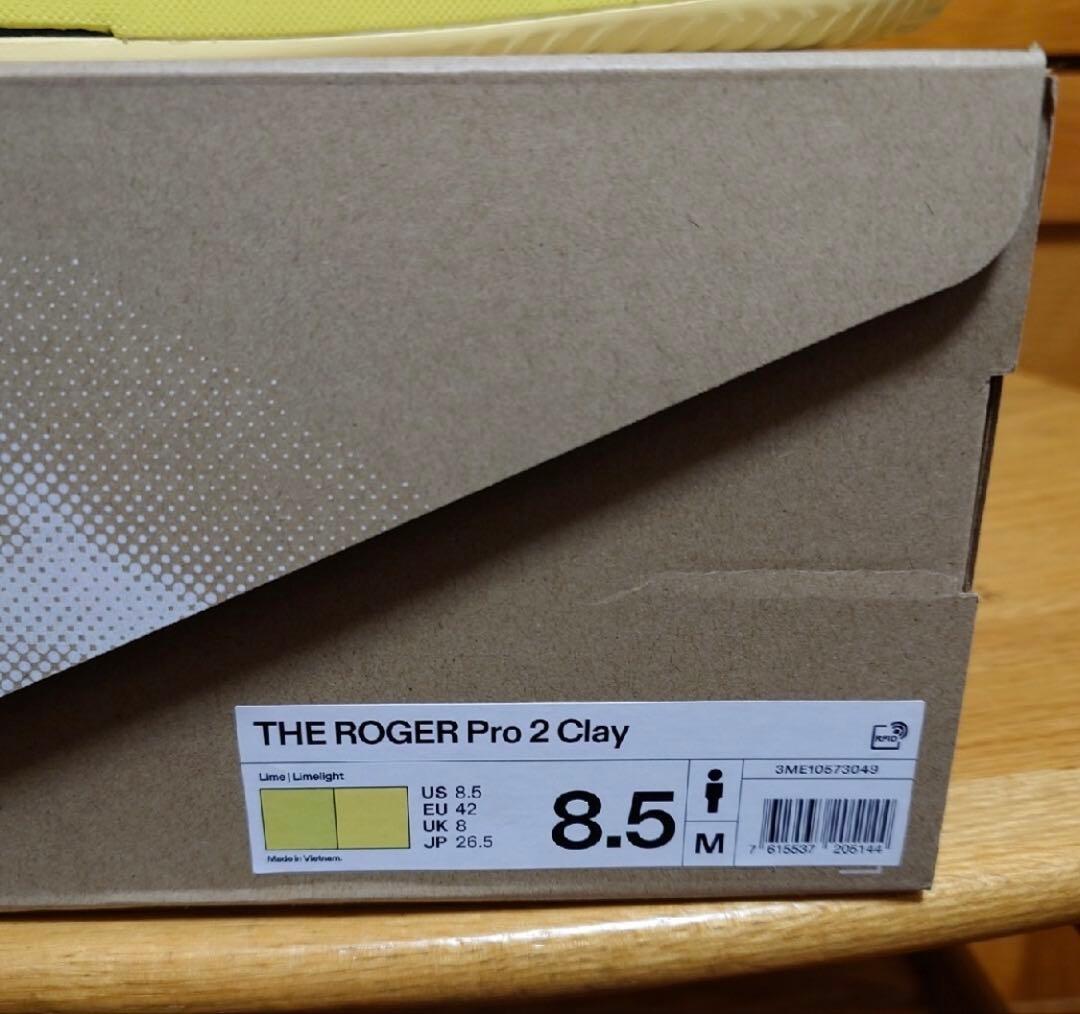 THE ROGER Pro 2 Clay
RFID
Lime | Limelight
US 8.5
EU 42
UK 8
JP 26.5
Made in Vietnam.
8.5
M
3ME10573049
7 615537 205144